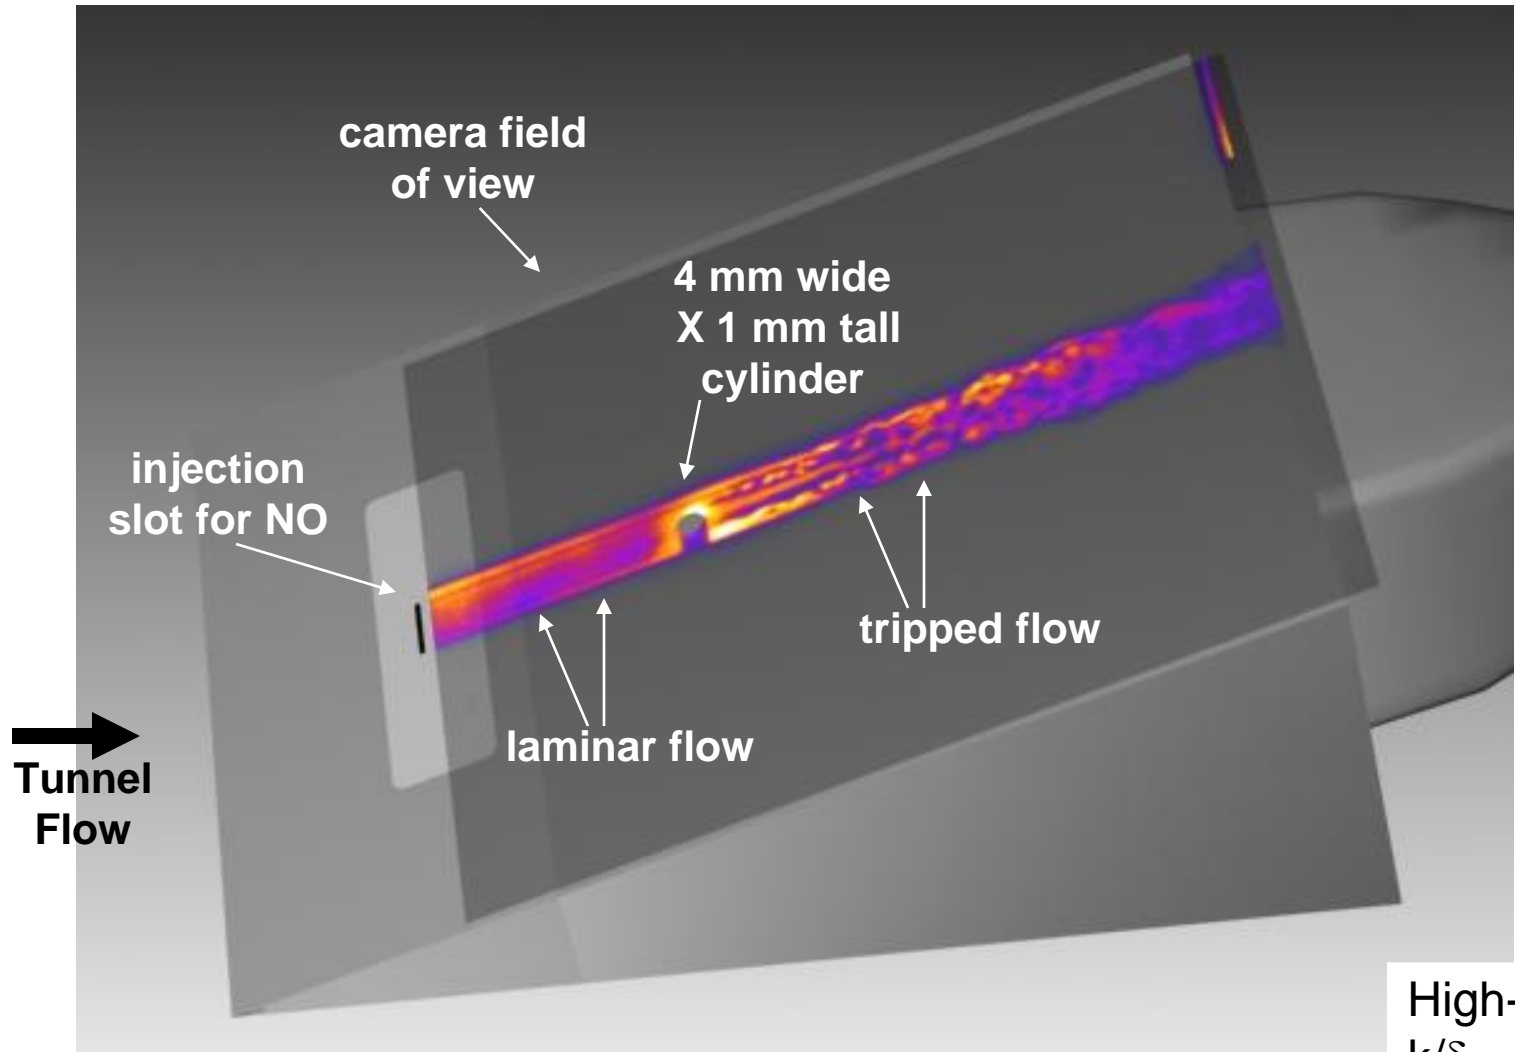 camera field
of view
4 mm wide
X 1 mm tall
cylinder
injection
slot for NO
tripped flow
laminar flow
Tunnel
Flow
High-